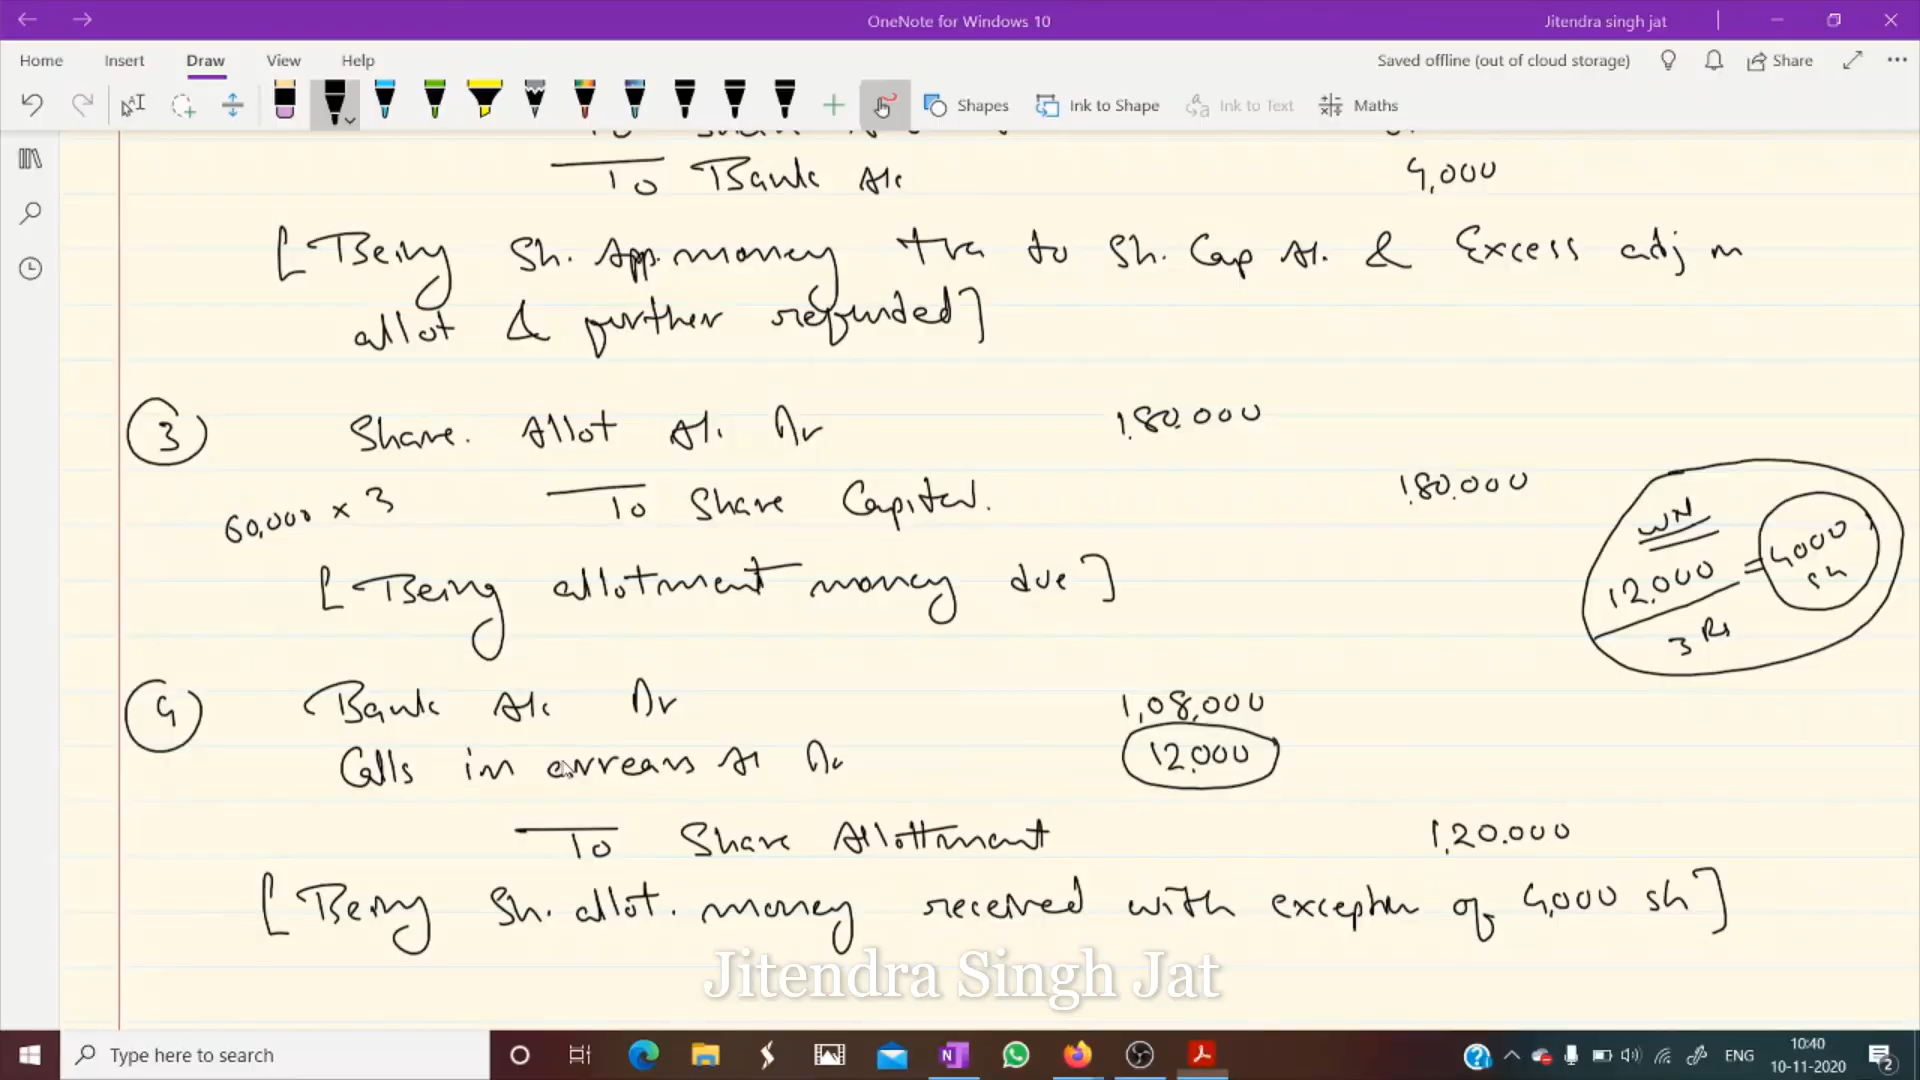 OneNote for Windows 10
Jitendra singh jat
Home Insert Draw View Help
Saved offline (out of cloud storage)
Share
Shapes
Ink to Shape
Ink to Text
Maths
To Bank A/c 4,000
[Being Sh. App. money tra to Sh. Cap A/. & Excess adj in
allot & further refunded]
3 Share. Allot A/. Dr 1,80,000
60,000 x 3 To Share Capital. 1,80,000
[Being allotment money due]
WN
12,000 = 4000 sh
3 Rs
4 Bank A/c Dr 1,08,000
Calls in arrears A/ Dr 12,000
To Share Allottment 1,20,000
[Being Sh. allot. money received with of 4,000 sh]
Jitendra Singh Jat
Type here to search
ENG
10:40
10-11-2020
2